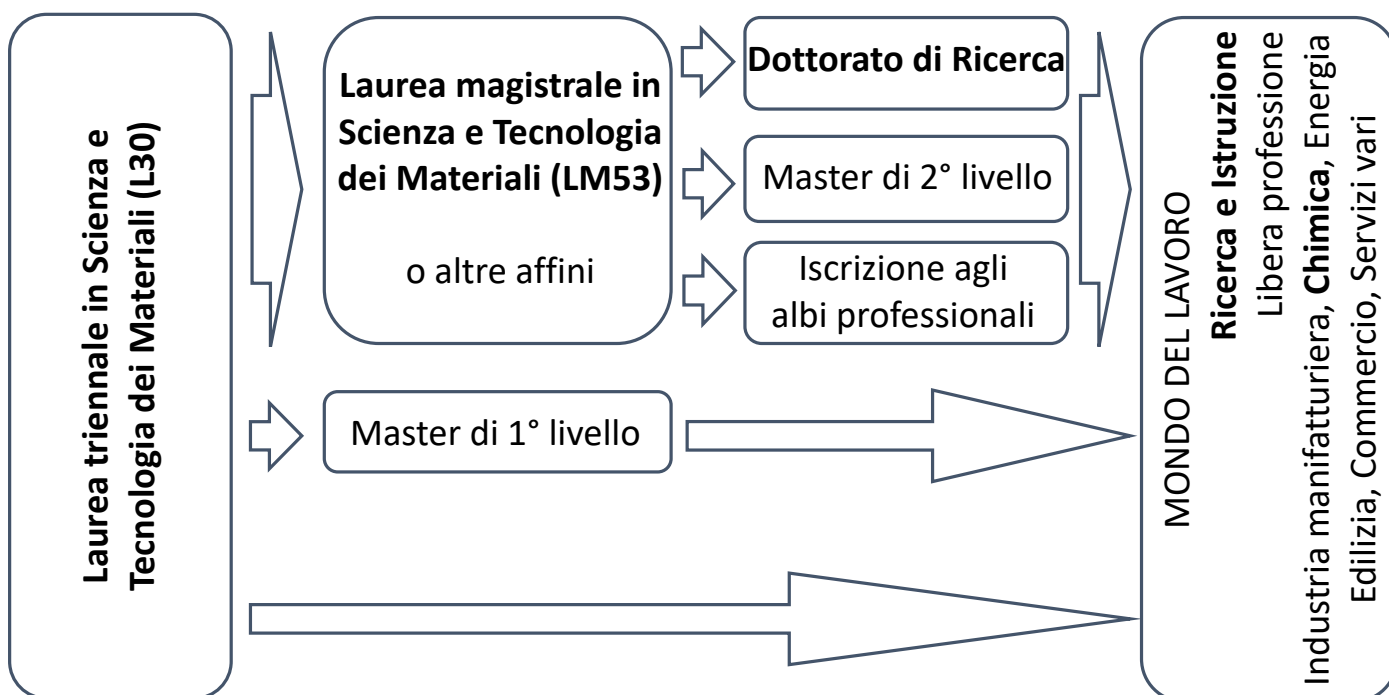 Laurea triennale in Scienza e
Tecnologia dei Materiali (L30)
Laurea magistrale in
Scienza e Tecnologia
dei Materiali (LM53)
o altre affini
Dottorato di Ricerca
Master di 2° livello
Iscrizione agli
albi professionali
Master di 1° livello
MONDO DEL LAVORO
Ricerca e Istruzione
Libera professione
Industria manifatturiera, Chimica, Energia
Edilizia, Commercio, Servizi vari